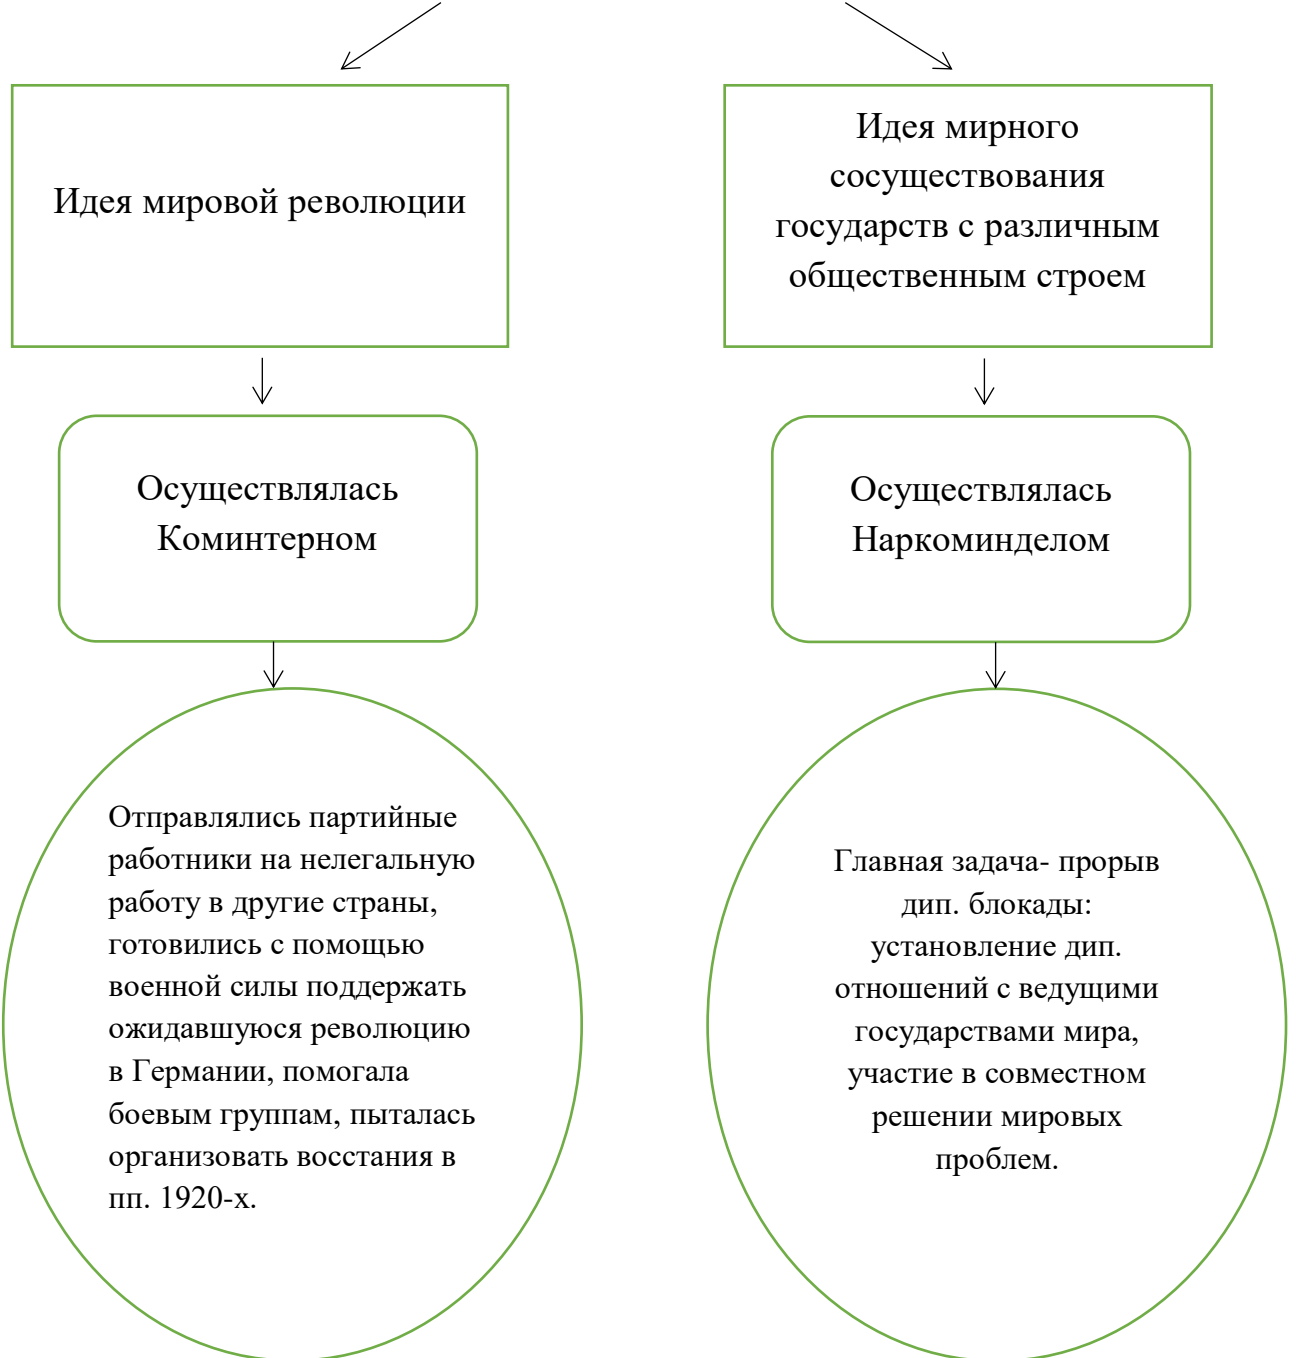 Идея мировой революции
Идея мирного
сосуществования
государств с различным
общественным строем
Осуществлялась
Коминтерном
Осуществлялась
Наркоминделом
Отправлялись партийные
работники на нелегальную
работу в другие страны,
готовились с помощью
военной силы поддержать
ожидавшуюся революцию
в Германии, помогала
боевым группам, пыталась
организовать восстания в
пп. 1920-х.
Главная задача- прорыв
дип. блокады:
установление дип.
отношений с ведущими
государствами мира,
участие в совместном
решении мировых
проблем.